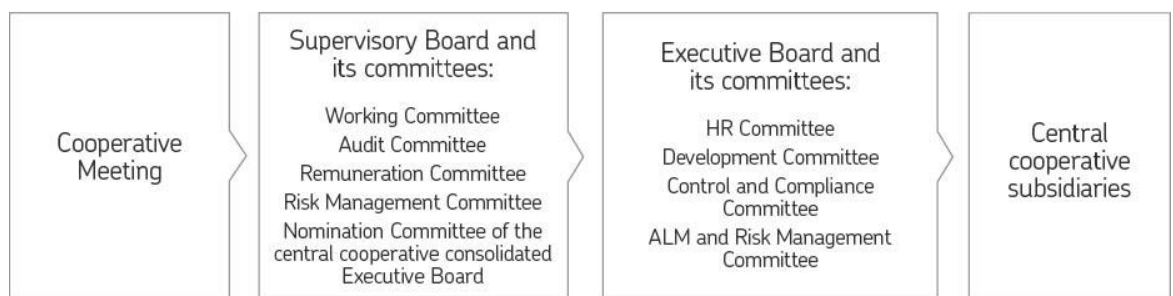 Cooperative
Meeting
Supervisory Board and
its committees:
Working Committee
Audit Committee
Remuneration Committee
Risk Management Committee
Nomination Committee of the
central cooperative consolidated
Executive Board
Executive Board and
its committees:
HR Committee
Development Committee
Control and Compliance
Committee
ALM and Risk Management
Committee
Central
cooperative
subsidiaries